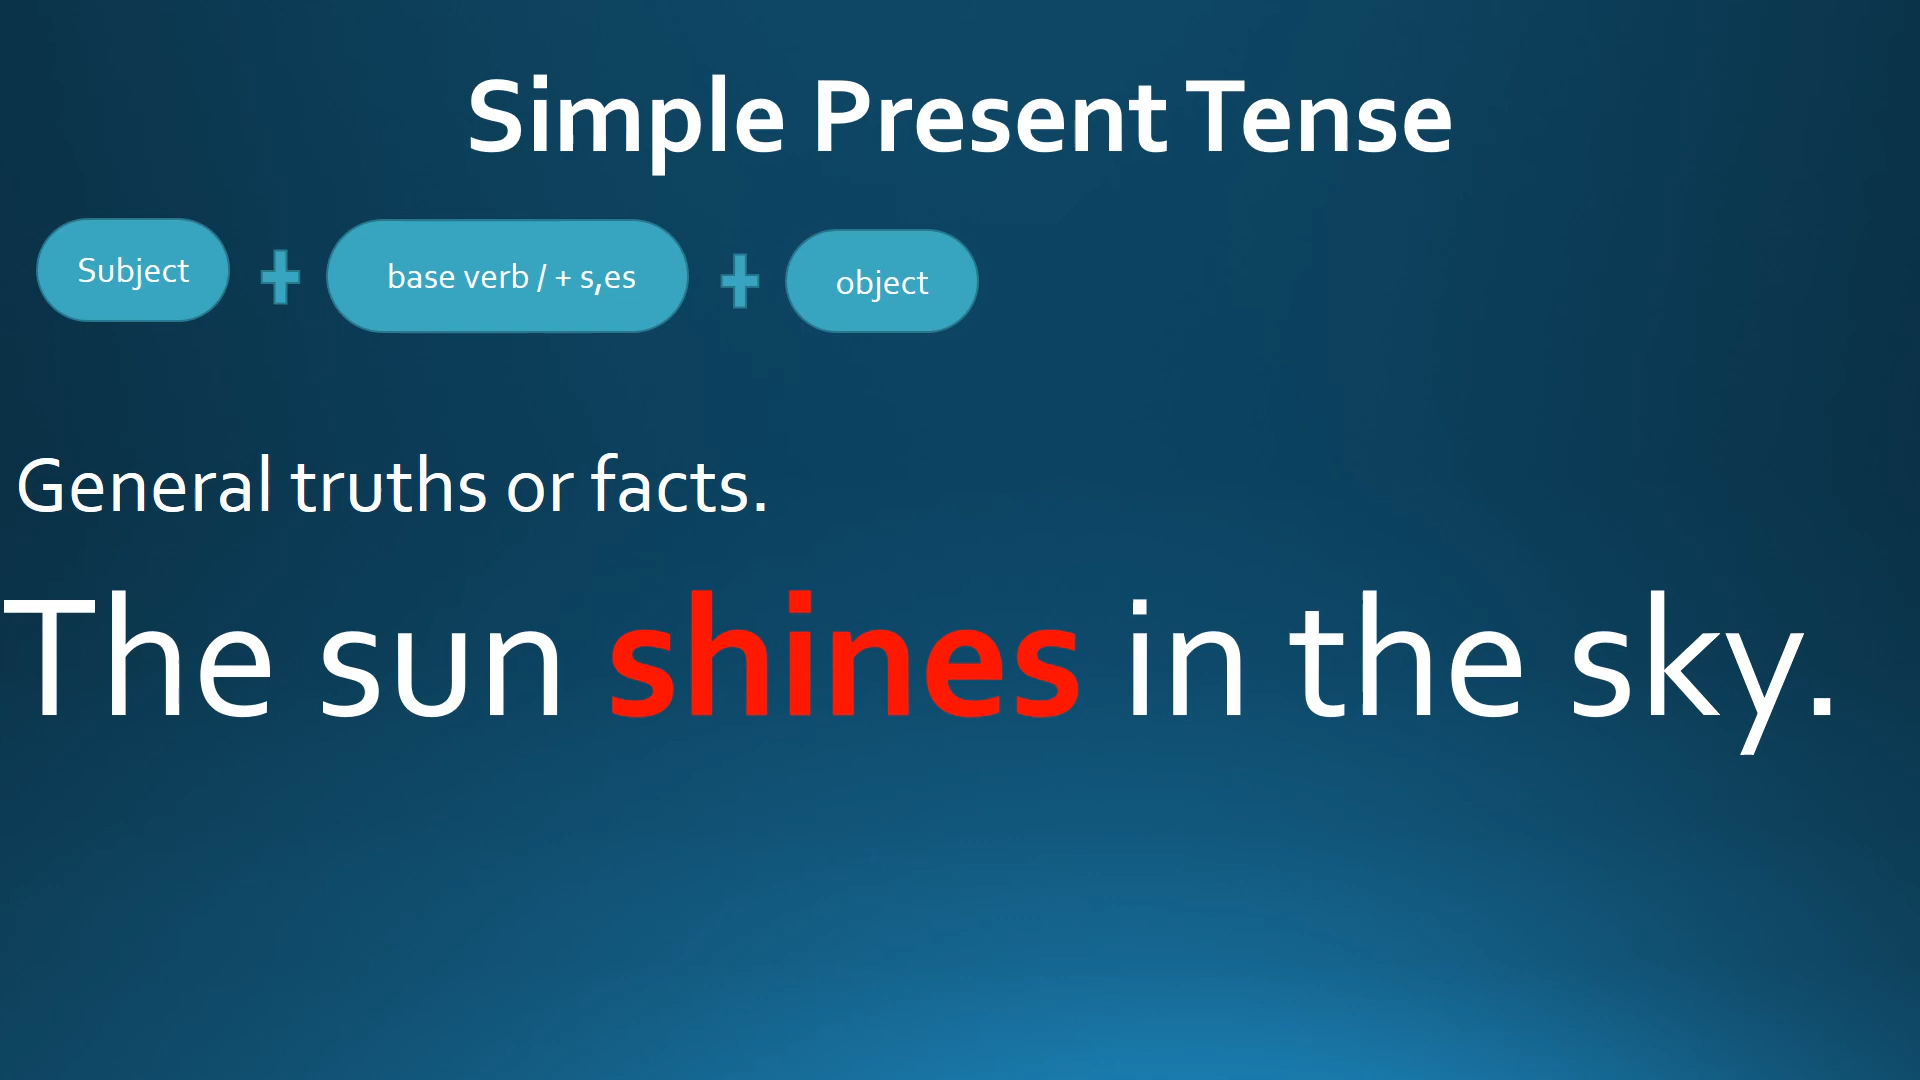 Simple Present Tense
Subject + base verb / + s,es + object
General truths or facts.
The sun shines in the sky.